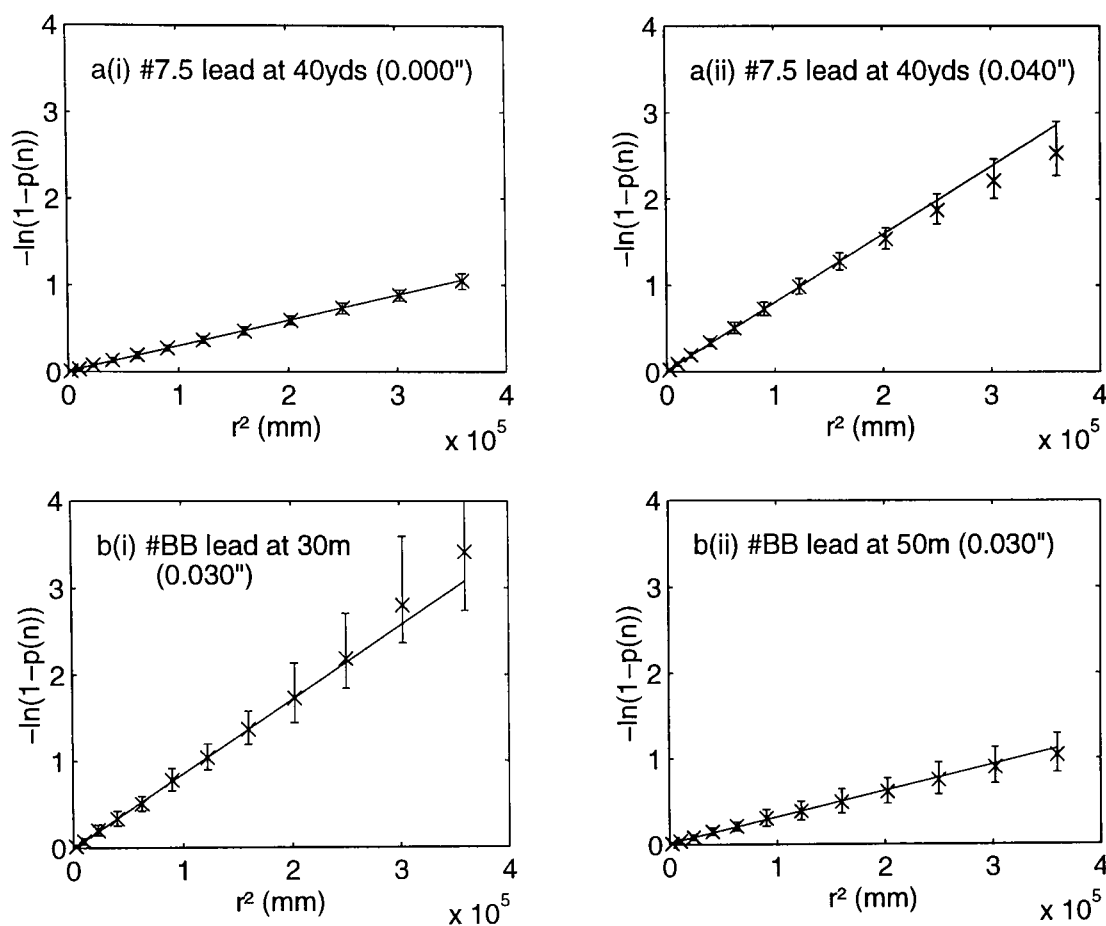 4
3
2
1
0
a(i) #7.5 lead at 40yds (0.000")
−ln(1−p(n))
0 1 2 3 4
r² (mm)
x 10⁵
4
3
2
1
0
a(ii) #7.5 lead at 40yds (0.040")
−ln(1−p(n))
0 1 2 3 4
r² (mm)
x 10⁵
4
3
2
1
0
b(i) #BB lead at 30m
(0.030")
−ln(1−p(n))
0 1 2 3 4
r² (mm)
x 10⁵
4
3
2
1
0
b(ii) #BB lead at 50m (0.030")
−ln(1−p(n))
0 1 2 3 4
r² (mm)
x 10⁵